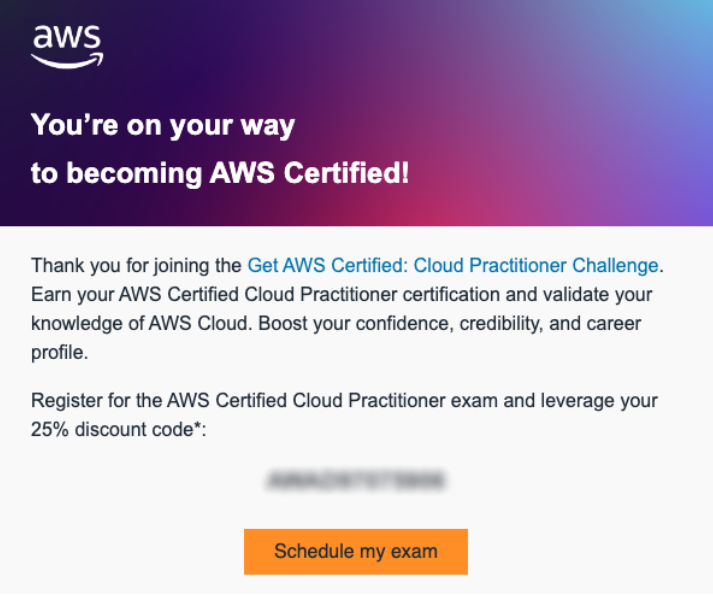 aws
You’re on your way
to becoming AWS Certified!
Thank you for joining the Get AWS Certified: Cloud Practitioner Challenge.
Earn your AWS Certified Cloud Practitioner certification and validate your
knowledge of AWS Cloud. Boost your confidence, credibility, and career
profile.
Register for the AWS Certified Cloud Practitioner exam and leverage your
25% discount code*:
Schedule my exam